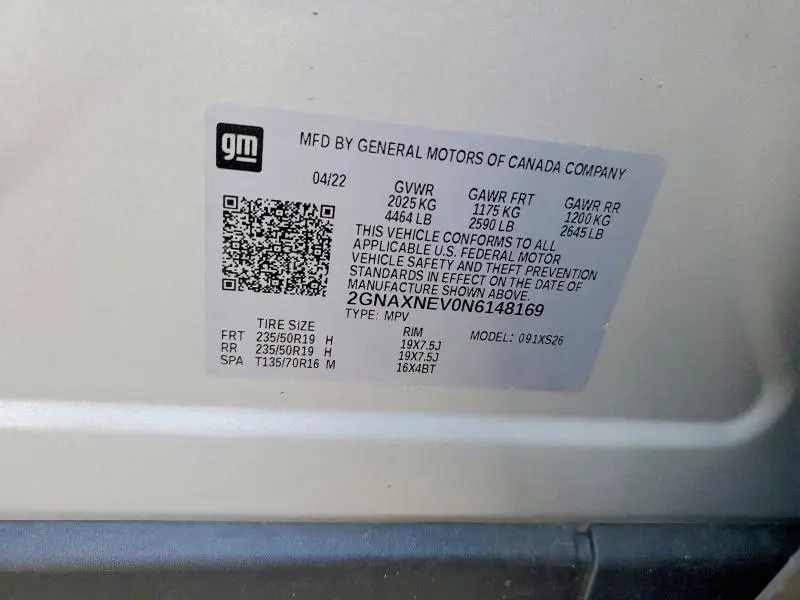 gm
MFD BY GENERAL MOTORS OF CANADA COMPANY
04/22
GVWR GAWR FRT GAWR RR
2025 KG 1175 KG 1200 KG
4464 LB 2590 LB 2645 LB
THIS VEHICLE CONFORMS TO ALL
APPLICABLE U.S. FEDERAL MOTOR
VEHICLE SAFETY AND THEFT PREVENTION
STANDARDS IN EFFECT ON THE DATE OF
MANUFACTURE SHOWN ABOVE.
2GNAXNEV0N6148169
TYPE: MPV
TIRE SIZE RIM MODEL: 091XS26
FRT 235/50R19 H 19X7.5J
RR 235/50R19 H 19X7.5J
SPA T135/70R16 M 16X4BT